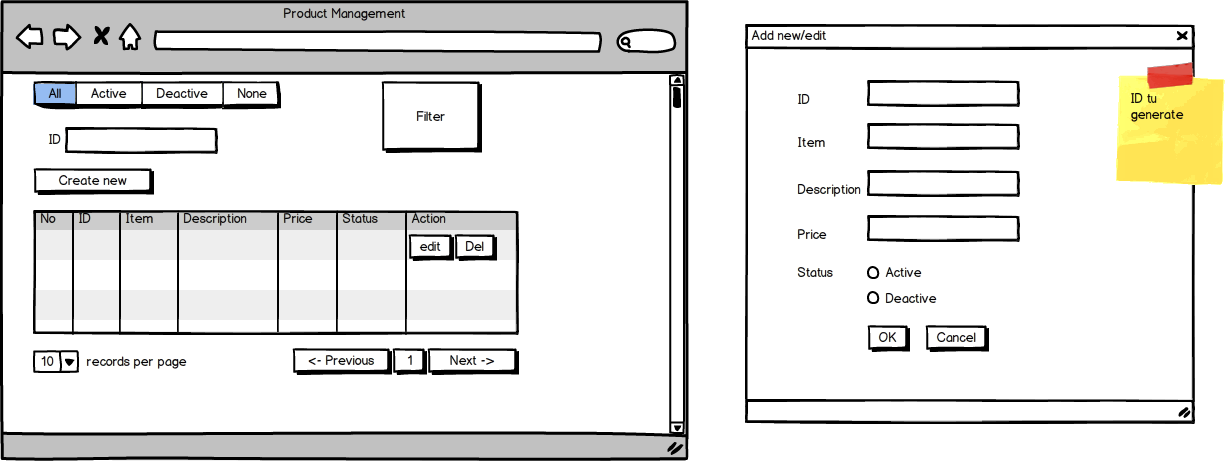 Product Management
All Active Deactive None
Filter
ID
Create new
No ID Item Description Price Status Action
edit Del
10 records per page <- Previous 1 Next ->
Add new/edit
ID
Item
Description
Price
Status Active
Deactive
OK Cancel
ID tu
generate